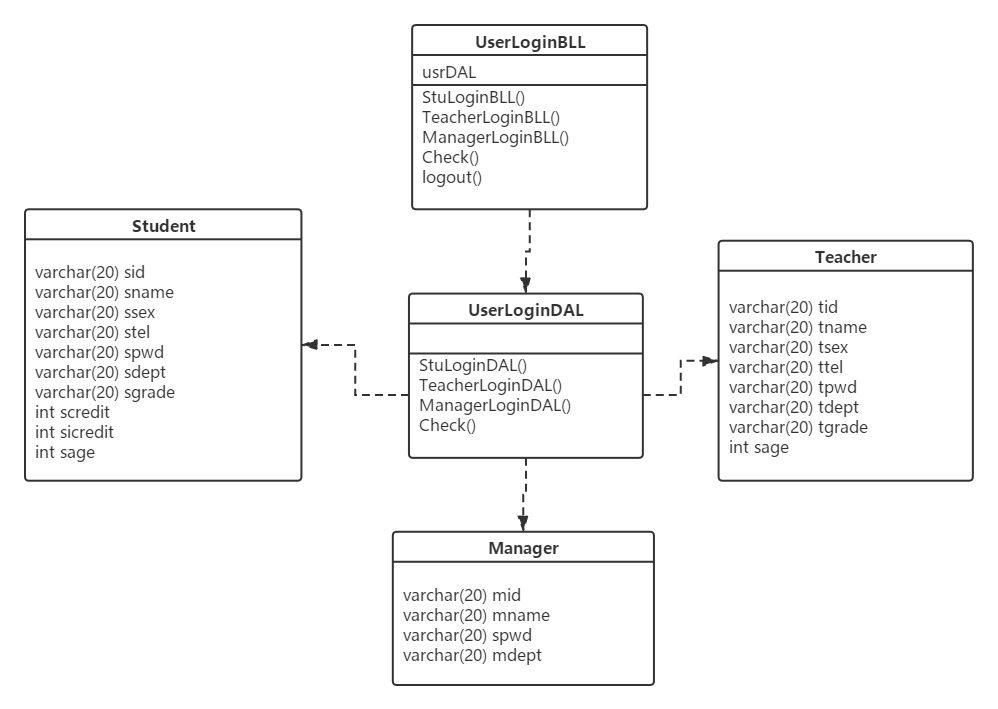 UserLoginBLL
usrDAL
StuLoginBLL()
TeacherLoginBLL()
ManagerLoginBLL()
Check()
logout()
Student
varchar(20) sid
varchar(20) sname
varchar(20) ssex
varchar(20) stel
varchar(20) spwd
varchar(20) sdept
varchar(20) sgrade
int scredit
int sicredit
int sage
UserLoginDAL
StuLoginDAL()
TeacherLoginDAL()
ManagerLoginDAL()
Check()
Teacher
varchar(20) tid
varchar(20) tname
varchar(20) tsex
varchar(20) ttel
varchar(20) tpwd
varchar(20) tdept
varchar(20) tgrade
int sage
Manager
varchar(20) mid
varchar(20) mname
varchar(20) spwd
varchar(20) mdept